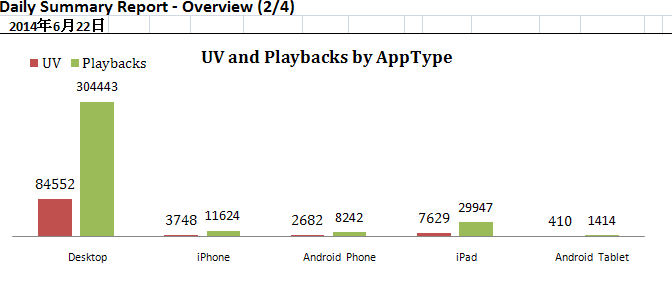 Daily Summary Report - Overview (2/4)
2014年6月22日
UV and Playbacks by AppType
UV Playbacks
304443
84552
3748 11624
2682 8242
7629 29947
410 1414
Desktop iPhone Android Phone iPad Android Tablet